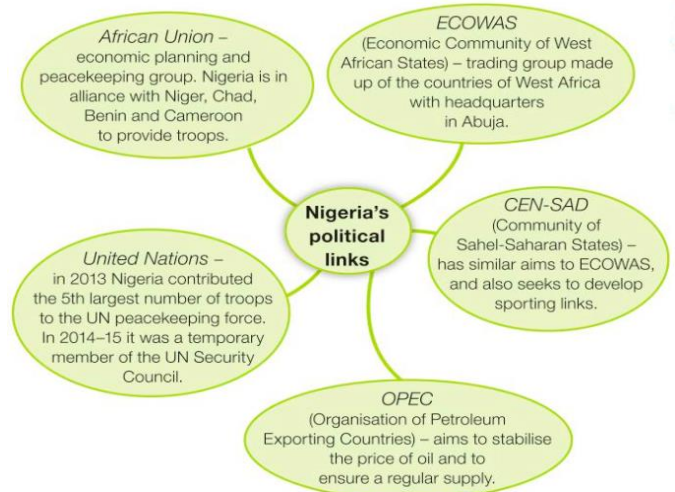 African Union –
economic planning and
peacekeeping group. Nigeria is in
alliance with Niger, Chad,
Benin and Cameroon
to provide troops.
ECOWAS
(Economic Community of West
African States) – trading group made
up of the countries of West Africa
with headquarters
in Abuja.
Nigeria's
political
links
CEN-SAD
(Community of
Sahel-Saharan States) –
has similar aims to ECOWAS,
and also seeks to develop
sporting links.
United Nations –
in 2013 Nigeria contributed
the 5th largest number of troops
to the UN peacekeeping force.
In 2014–15 it was a temporary
member of the UN Security
Council.
OPEC
(Organisation of Petroleum
Exporting Countries) – aims to stabilise
the price of oil and to
ensure a regular supply.